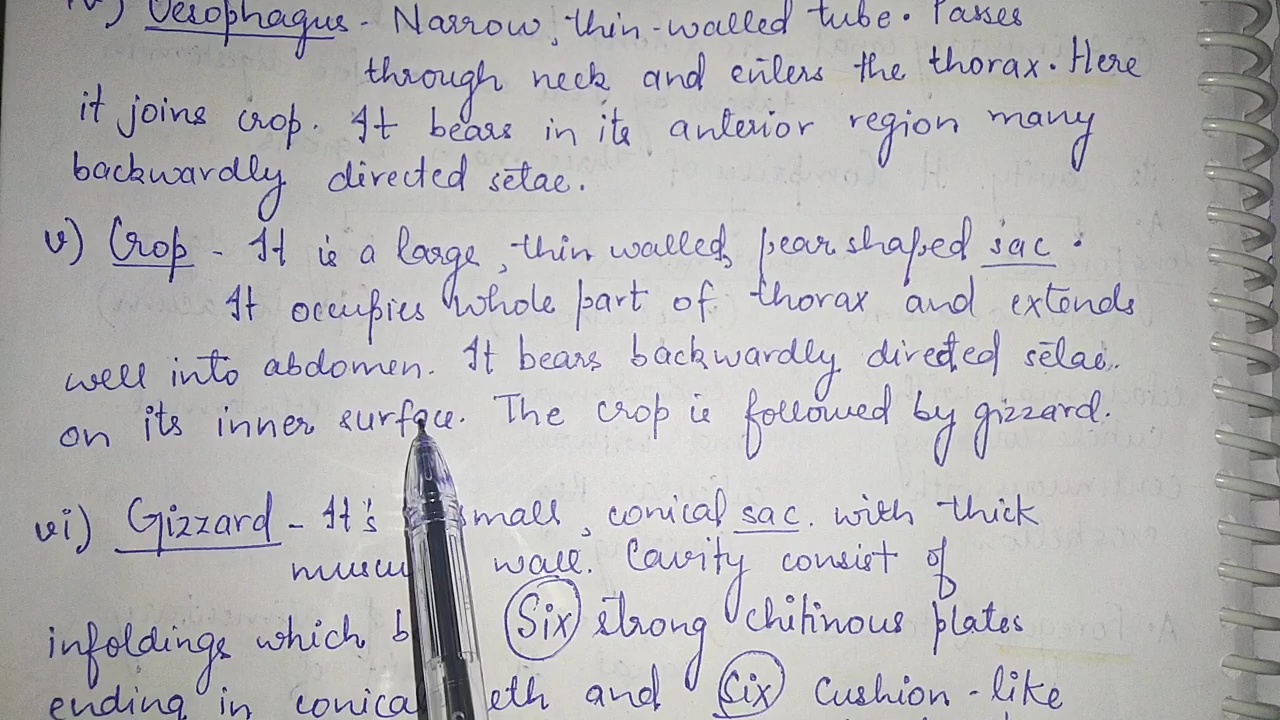 iv) Oesophagus - Narrow, thin-walled tube. Passes
through neck and enters the thorax. Here
it joins crop. It bears in its anterior region many
backwardly directed setae.
v) Crop - It is a large, thin walled, pear shaped sac.
It occupies whole part of thorax and extends
well into abdomen. It bears backwardly directed setae.
on its inner surface. The crop is followed by gizzard.
vi) Gizzard - It's small, conical sac. with thick
wall. Cavity consist of
infoldings which Six strong chitinous plates
ending in and Six cushion-like